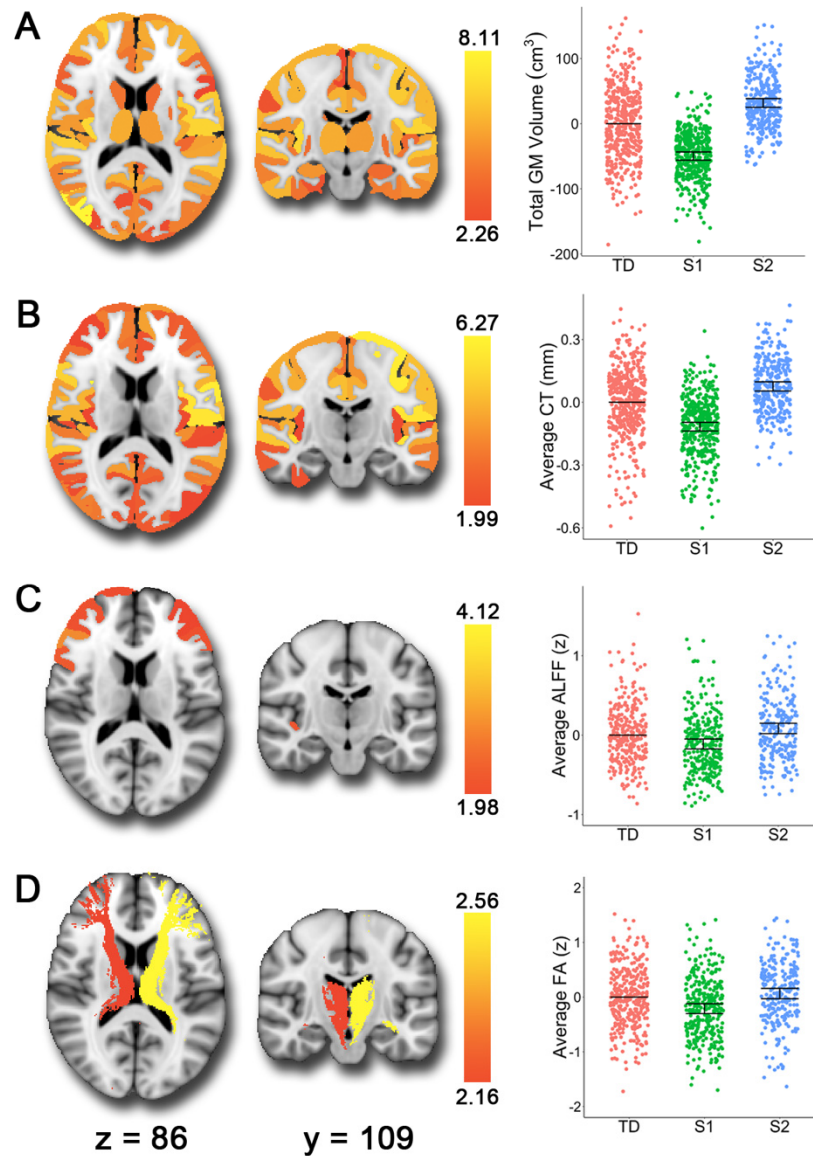 A
8.11
2.26
Total GM Volume (cm³)
100
0
-100
-200
TD S1 S2
B
6.27
1.99
Average CT (mm)
0.3
0.0
-0.3
-0.6
TD S1 S2
C
4.12
1.98
Average ALFF (z)
1
0
-1
TD S1 S2
D
2.56
2.16
Average FA (z)
2
1
0
-1
-2
TD S1 S2
z = 86 y = 109